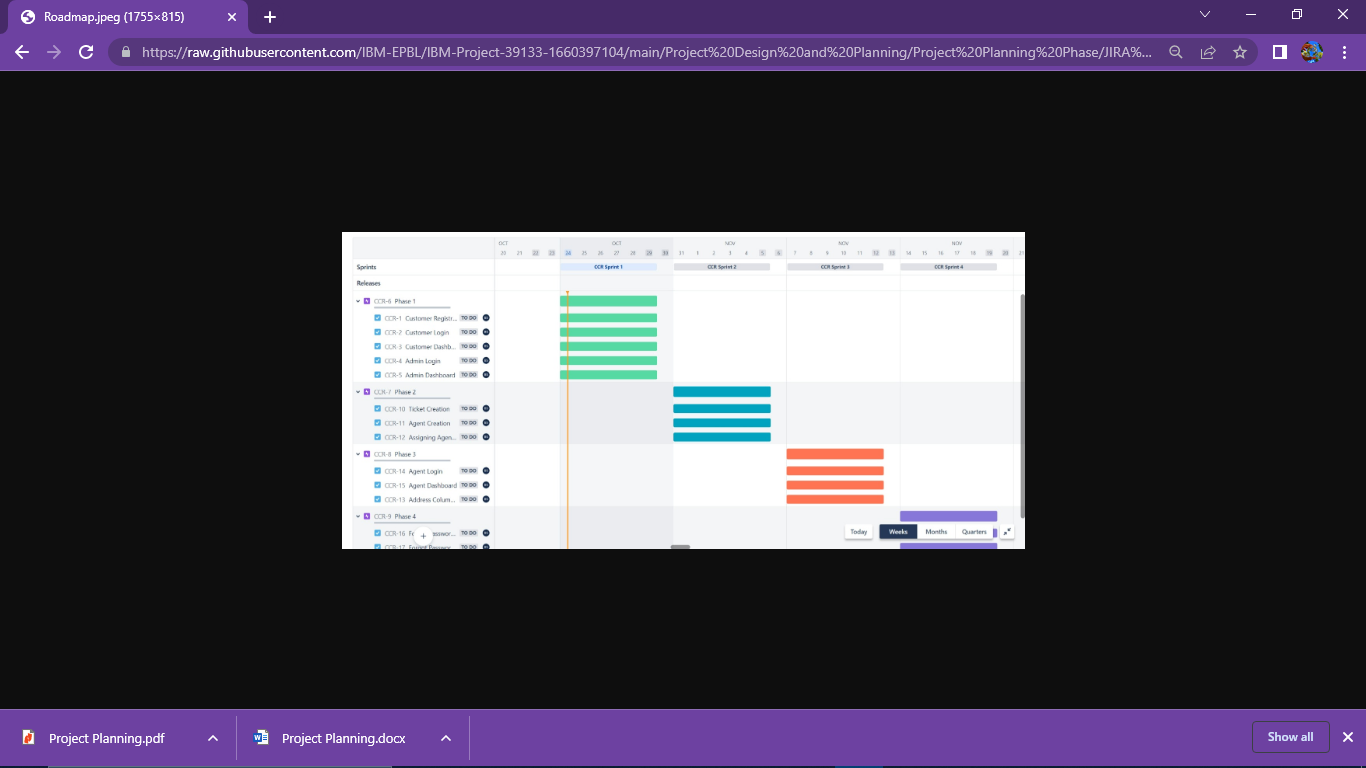 Roadmap.jpeg (1755×815)
https://raw.githubusercontent.com/IBM-EPBL/IBM-Project-39133-1660397104/main/Project%20Design%20and%20Planning/Project%20Planning%20Phase/JIRA%...
OCT OCT NOV NOV NOV
20 21 22 23 24 25 26 27 28 29 30 31 1 2 3 4 5 6 7 8 9 10 11 12 13 14 15 16 17 18 19 20 21
Sprints CCR Sprint 1 CCR Sprint 2 CCR Sprint 3 CCR Sprint 4
Releases
CCR-6 Phase 1
CCR-1 Customer Registr... TO DO
CCR-2 Customer Login TO DO
CCR-3 Customer Dashb... TO DO
CCR-4 Admin Login TO DO
CCR-5 Admin Dashboard TO DO
CCR-7 Phase 2
CCR-10 Ticket Creation TO DO
CCR-11 Agent Creation TO DO
CCR-12 Assigning Agen... TO DO
CCR-8 Phase 3
CCR-14 Agent Login TO DO
CCR-15 Agent Dashboard TO DO
CCR-13 Address Colum... TO DO
CCR-9 Phase 4
CCR-16 TO DO
Today Weeks Months Quarters
CCR-17 Forgot TO DO
Project Planning.pdf Project Planning.docx Show all